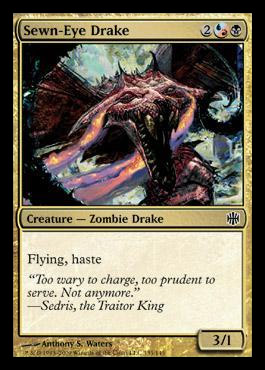 Sewn-Eye Drake 2
Creature — Zombie Drake
Flying, haste
“Too wary to charge, too prudent to
serve. Not anymore.”
—Sedris, the Traitor King
Anthony S. Waters
3/1